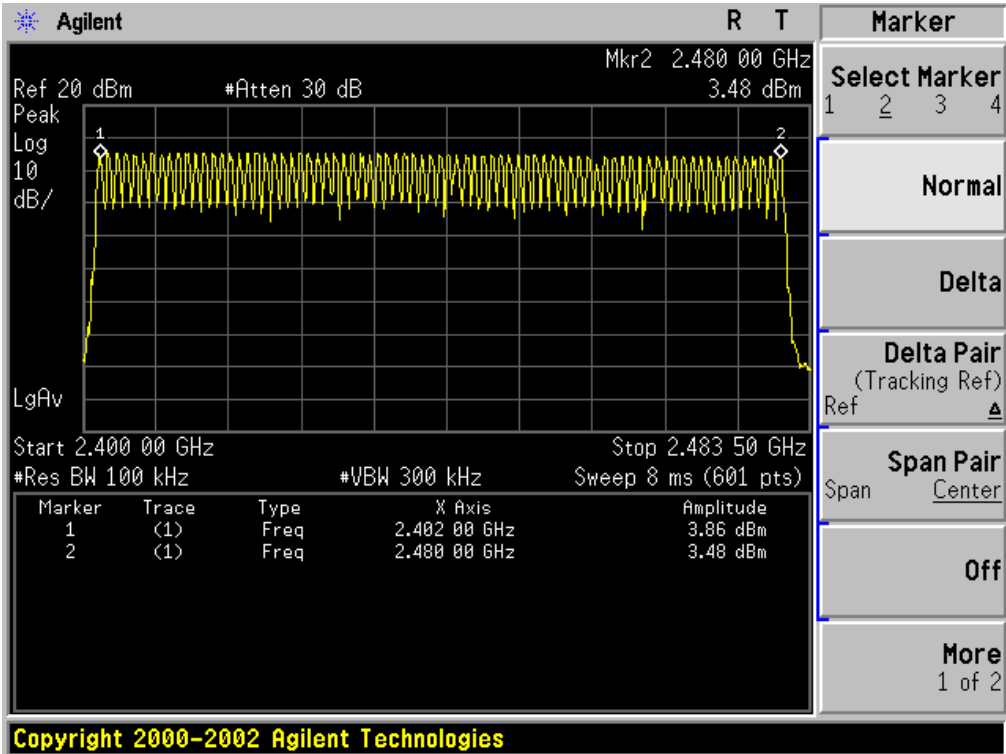 Agilent R T
Mkr2 2.480 00 GHz
Ref 20 dBm #Atten 30 dB 3.48 dBm
Peak
Log
10
dB/
1 2
LgAv
Start 2.400 00 GHz Stop 2.483 50 GHz
#Res BW 100 kHz #VBW 300 kHz Sweep 8 ms (601 pts)
Marker Trace Type X Axis Amplitude
1 (1) Freq 2.402 00 GHz 3.86 dBm
2 (1) Freq 2.480 00 GHz 3.48 dBm
Marker
Select Marker
1 2 3 4
Normal
Delta
Delta Pair
(Tracking Ref)
Ref Δ
Span Pair
Span Center
Off
More
1 of 2
Copyright 2000-2002 Agilent Technologies